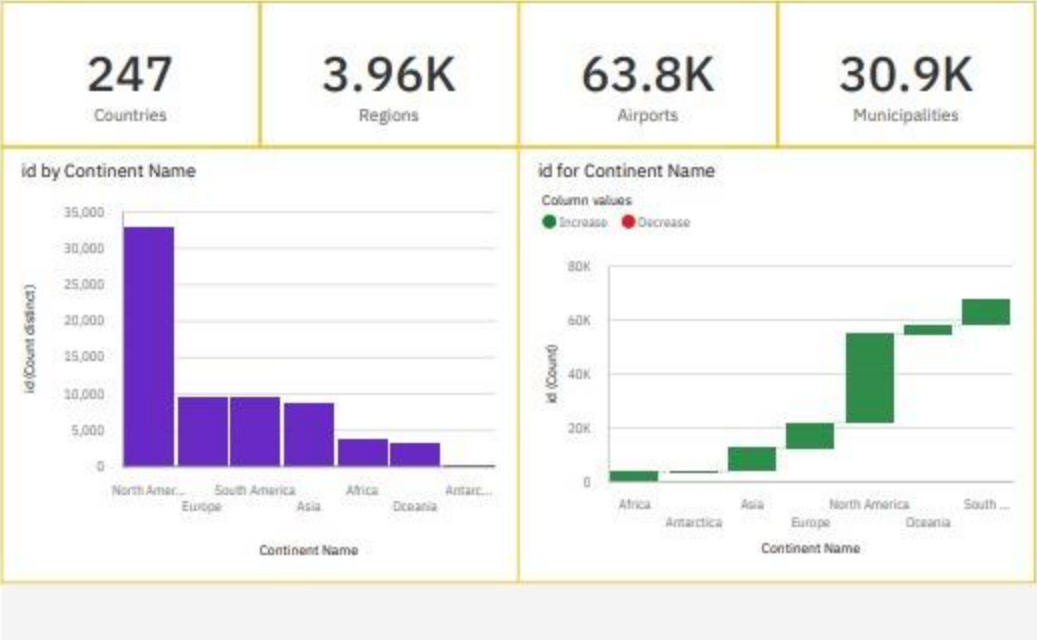 247
Countries
3.96K
Regions
63.8K
Airports
30.9K
Municipalities
id by Continent Name
35,000
30,000
25,000
20,000
15,000
10,000
5,000
0
id (Count distinct)
North Amer...
Europe
South America
Asia
Africa
Oceania
Antarc...
Continent Name
id for Continent Name
Column values
Increase
Decrease
80K
60K
40K
20K
0
id (Count)
Africa
Antarctica
Asia
Europe
North America
Oceania
South ...
Continent Name